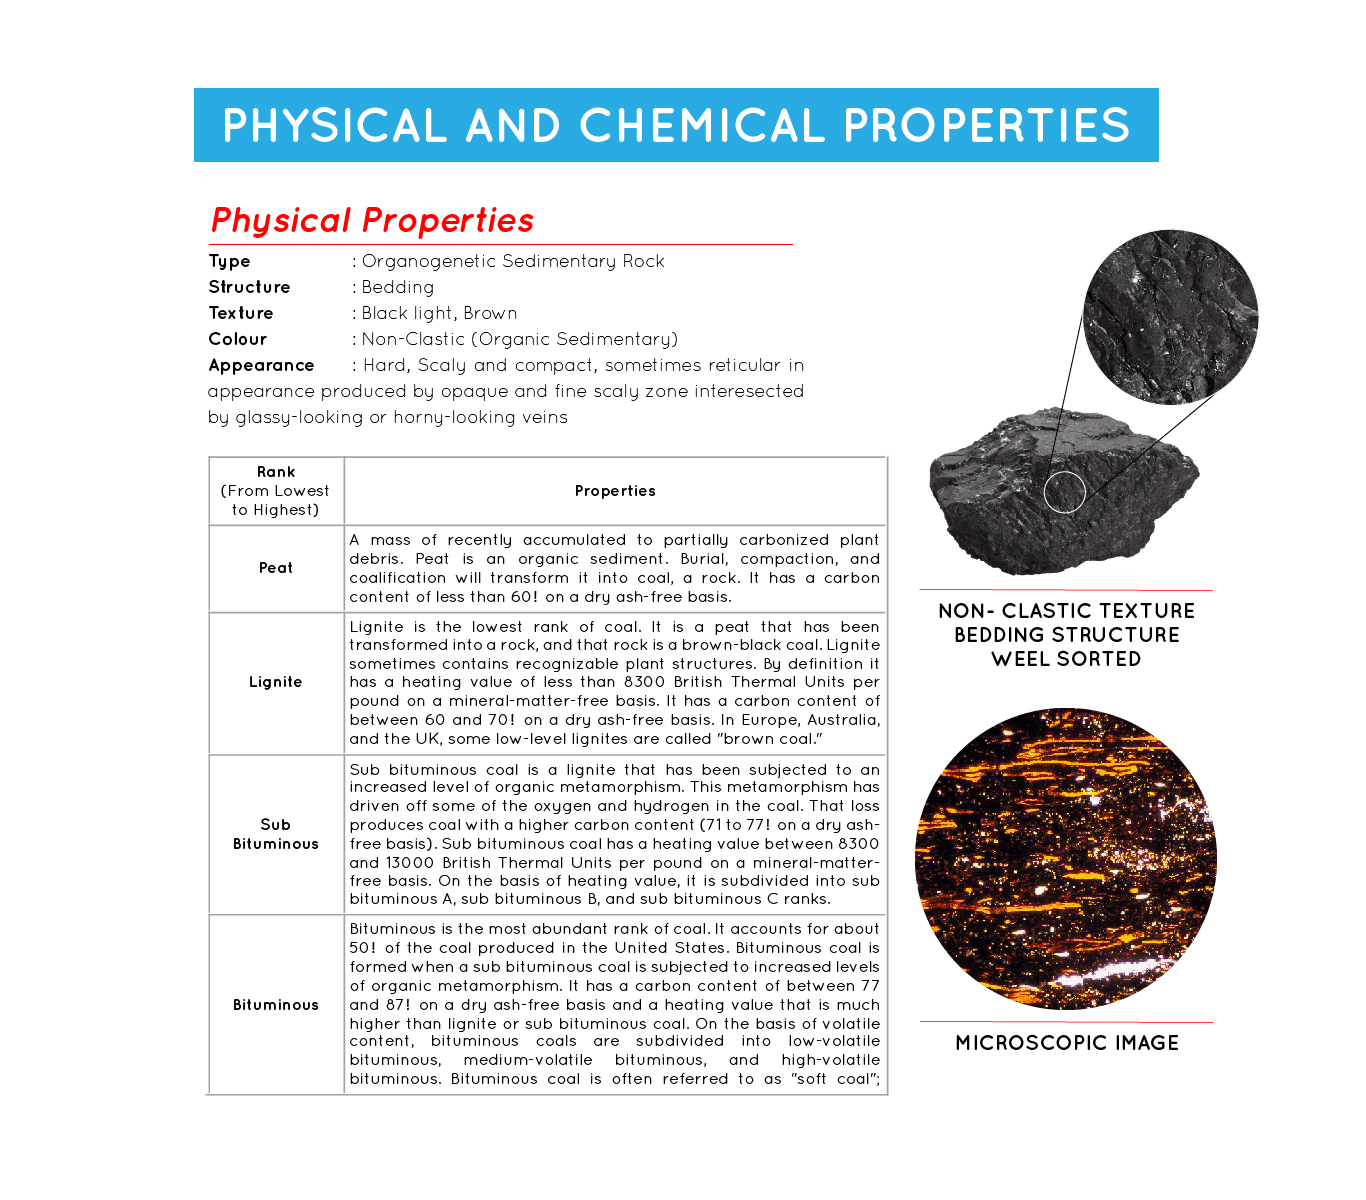 PHYSICAL AND CHEMICAL PROPERTIES
Physical Properties
Type : Organogenetic Sedimentary Rock
Structure : Bedding
Texture : Black light, Brown
Colour : Non-Clastic (Organic Sedimentary)
Appearance : Hard, Scaly and compact, sometimes reticular in
appearance produced by opaque and fine scaly zone interesected
by glassy-looking or horny-looking veins
Rank
(From Lowest
to Highest)
Properties
Peat
A mass of recently accumulated to partially carbonized plant
debris. Peat is an organic sediment. Burial, compaction, and
coalification will transform it into coal, a rock. It has a carbon
content of less than 60! on a dry ash-free basis.
Lignite
Lignite is the lowest rank of coal. It is a peat that has been
transformed into a rock, and that rock is a brown-black coal. Lignite
sometimes contains recognizable plant structures. By definition it
has a heating value of less than 8300 British Thermal Units per
pound on a mineral-matter-free basis. It has a carbon content of
between 60 and 70! on a dry ash-free basis. In Europe, Australia,
and the UK, some low-level lignites are called "brown coal."
Sub
Bituminous
Sub bituminous coal is a lignite that has been subjected to an
increased level of organic metamorphism. This metamorphism has
driven off some of the oxygen and hydrogen in the coal. That loss
produces coal with a higher carbon content (71 to 77! on a dry ash-
free basis). Sub bituminous coal has a heating value between 8300
and 13000 British Thermal Units per pound on a mineral-matter-
free basis. On the basis of heating value, it is subdivided into sub
bituminous A, sub bituminous B, and sub bituminous C ranks.
Bituminous
Bituminous is the most abundant rank of coal. It accounts for about
50! of the coal produced in the United States. Bituminous coal is
formed when a sub bituminous coal is subjected to increased levels
of organic metamorphism. It has a carbon content of between 77
and 87! on a dry ash-free basis and a heating value that is much
higher than lignite or sub bituminous coal. On the basis of volatile
content, bituminous coals are subdivided into low-volatile
bituminous, medium-volatile bituminous, and high-volatile
bituminous. Bituminous coal is often referred to as "soft coal";
NON- CLASTIC TEXTURE
BEDDING STRUCTURE
WEEL SORTED
MICROSCOPIC IMAGE